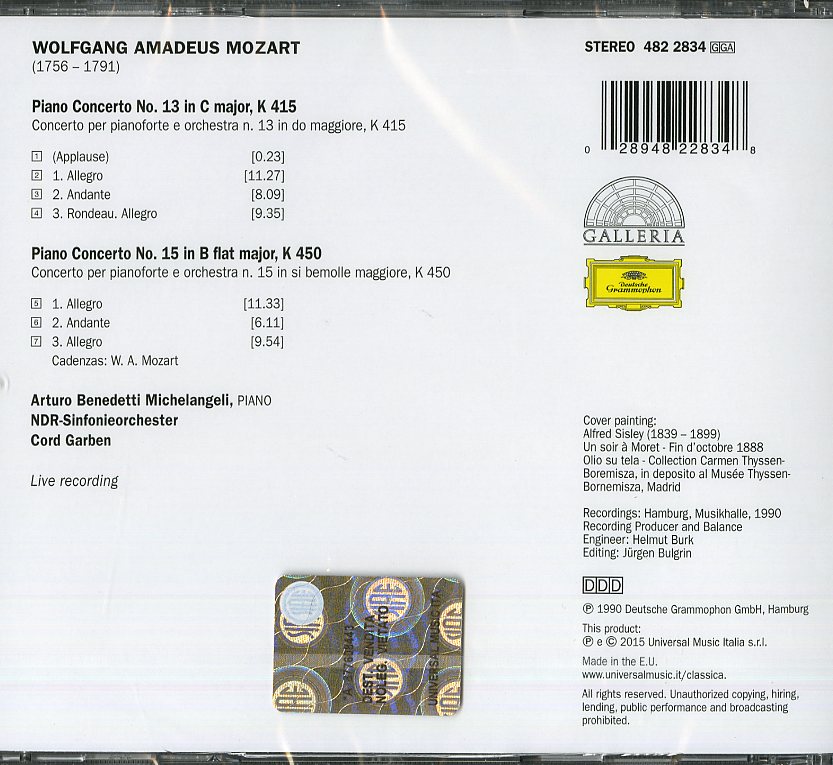 WOLFGANG AMADEUS MOZART
(1756 – 1791)
Piano Concerto No. 13 in C major, K 415
Concerto per pianoforte e orchestra n. 13 in do maggiore, K 415
1 (Applause) [0.23]
2 1. Allegro [11.27]
3 2. Andante [8.09]
4 3. Rondeau. Allegro [9.35]
Piano Concerto No. 15 in B flat major, K 450
Concerto per pianoforte e orchestra n. 15 in si bemolle maggiore, K 450
5 1. Allegro [11.33]
6 2. Andante [6.11]
7 3. Allegro [9.54]
Cadenzas: W. A. Mozart
Arturo Benedetti Michelangeli, PIANO
NDR-Sinfonieorchester
Cord Garben
Live recording
STEREO 482 2834 GGA
0 28948 22834 8
GALLERIA
Deutsche
Grammophon
Cover painting:
Alfred Sisley (1839 – 1899)
Un soir à Moret - Fin d'octobre 1888
Olio su tela - Collection Carmen Thyssen-
Boremisza, in deposito al Musée Thyssen-
Bornemisza, Madrid
Recordings: Hamburg, Musikhalle, 1990
Recording Producer and Balance
Engineer: Helmut Burk
Editing: Jürgen Bulgrin
DDD
℗ 1990 Deutsche Grammophon GmbH, Hamburg
This product:
℗ e © 2015 Universal Music Italia s.r.l.
Made in the E.U.
www.universalmusic.it/classica.
All rights reserved. Unauthorized copying, hiring,
lending, public performance and broadcasting
prohibited.
DEST. VENDITA
NOLEG. VIETATO